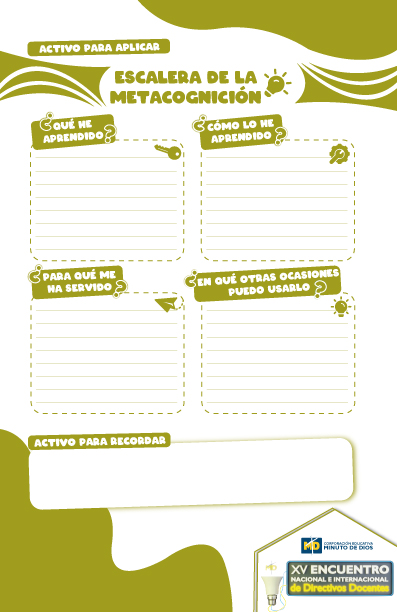 ACTIVO PARA APLICAR
ESCALERA DE LA
METACOGNICIÓN
¿QUÉ HE
APRENDIDO?
¿CÓMO LO HE
APRENDIDO?
¿PARA QUÉ ME
HA SERVIDO?
¿EN QUÉ OTRAS OCASIONES
PUEDO USARLO?
ACTIVO PARA RECORDAR
MD
CORPORACIÓN EDUCATIVA
MINUTO DE DIOS
XV ENCUENTRO
NACIONAL E INTERNACIONAL
de Directivos Docentes